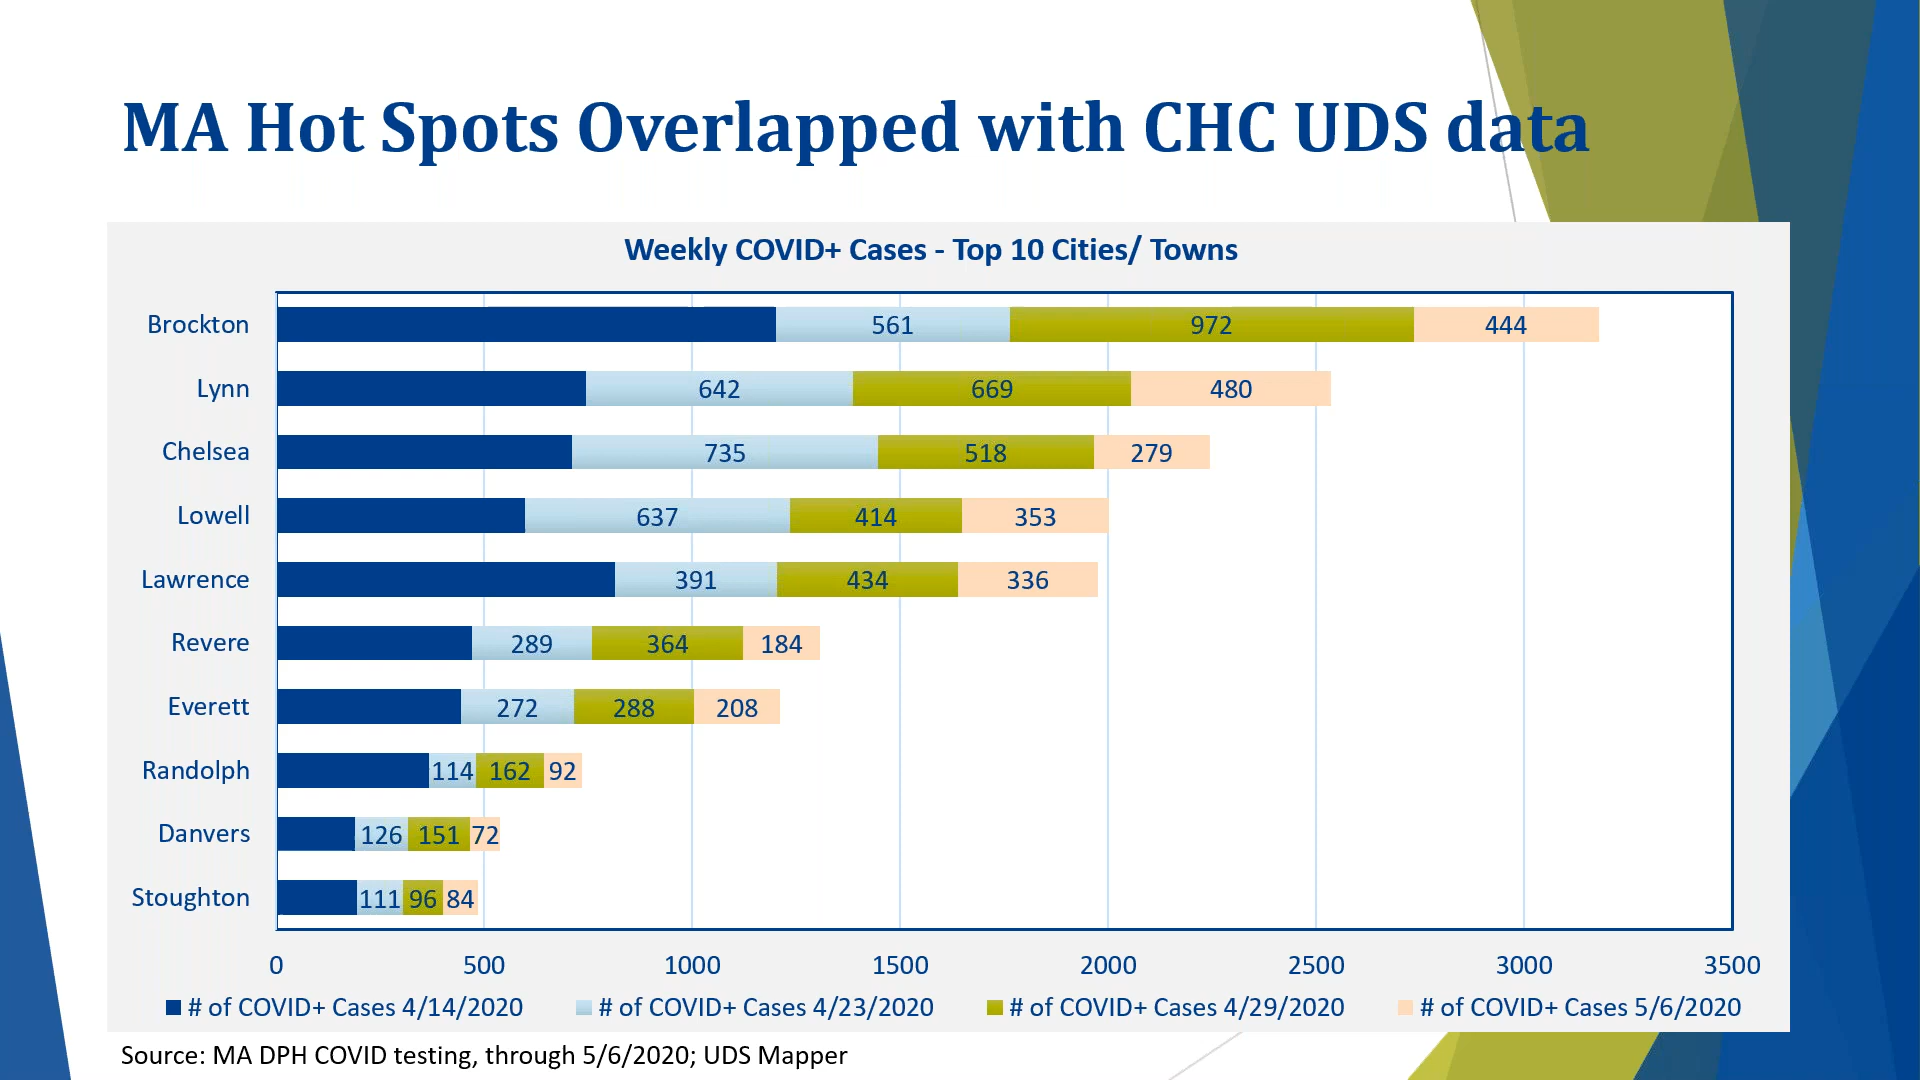 MA Hot Spots Overlapped with CHC UDS data
Weekly COVID+ Cases - Top 10 Cities/ Towns
Brockton 561 972 444
Lynn 642 669 480
Chelsea 735 518 279
Lowell 637 414 353
Lawrence 391 434 336
Revere 289 364 184
Everett 272 288 208
Randolph 114 162 92
Danvers 126 151 72
Stoughton 111 96 84
0 500 1000 1500 2000 2500 3000 3500
# of COVID+ Cases 4/14/2020 # of COVID+ Cases 4/23/2020 # of COVID+ Cases 4/29/2020 # of COVID+ Cases 5/6/2020
Source: MA DPH COVID testing, through 5/6/2020; UDS Mapper